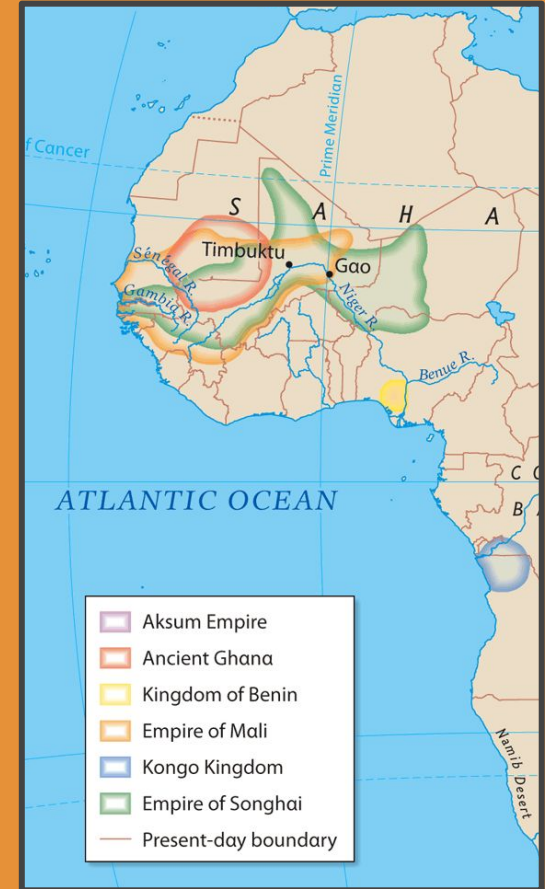 Prime Meridian
f Cancer
S A H A
Timbuktu
Gao
Sénégal R.
Gambia R.
Niger R.
Benue R.
ATLANTIC OCEAN
C O
B A
Namib Desert
Aksum Empire
Ancient Ghana
Kingdom of Benin
Empire of Mali
Kongo Kingdom
Empire of Songhai
Present-day boundary